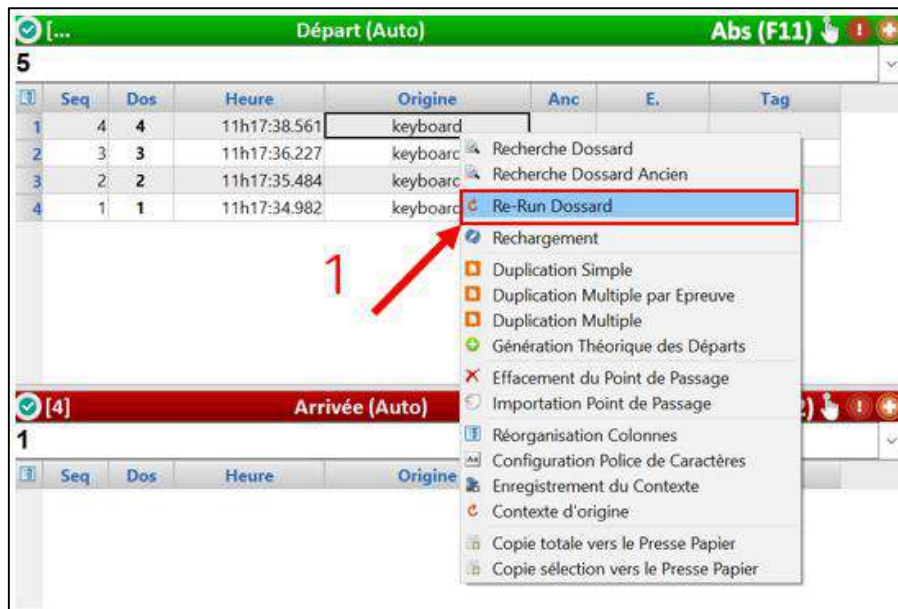 [... Départ (Auto) Abs (F11)
5
Seq Dos Heure Origine Anc E. Tag
1 4 4 11h17:38.561 keyboard
2 3 3 11h17:36.227 keyboard
3 2 2 11h17:35.484 keyboard
4 1 1 11h17:34.982 keyboard
Recherche Dossard
Recherche Dossard Ancien
Re-Run Dossard
Rechargement
1
Duplication Simple
Duplication Multiple par Epreuve
Duplication Multiple
Génération Théorique des Départs
Effacement du Point de Passage
Importation Point de Passage
[4] Arrivée (Auto) 2)
1
Réorganisation Colonnes
Configuration Police de Caractères
Enregistrement du Contexte
Contexte d'origine
Copie totale vers le Presse Papier
Copie sélection vers le Presse Papier
Seq Dos Heure Origine